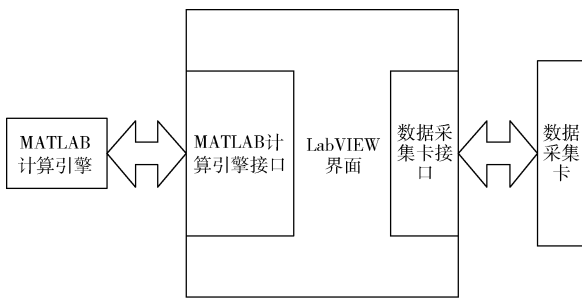 MATLAB
计算引擎
MATLAB计
算引擎接口
LabVIEW
界面
数据采
集卡接
口
数据
采集
卡